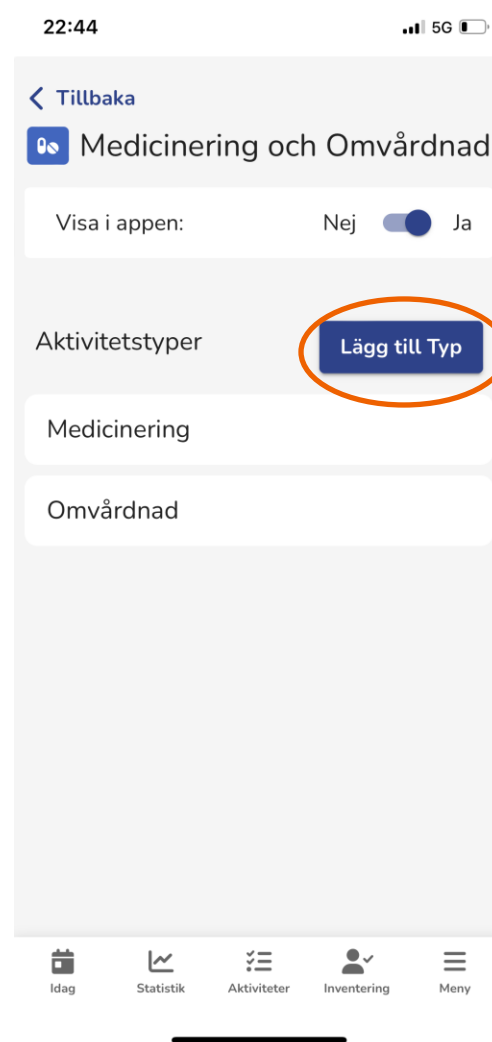 22:44 5G
Tillbaka
Medicinering och Omvårdnad
Visa i appen: Nej Ja
Aktivitetstyper Lägg till Typ
Medicinering
Omvårdnad
Idag Statistik Aktiviteter Inventering Meny